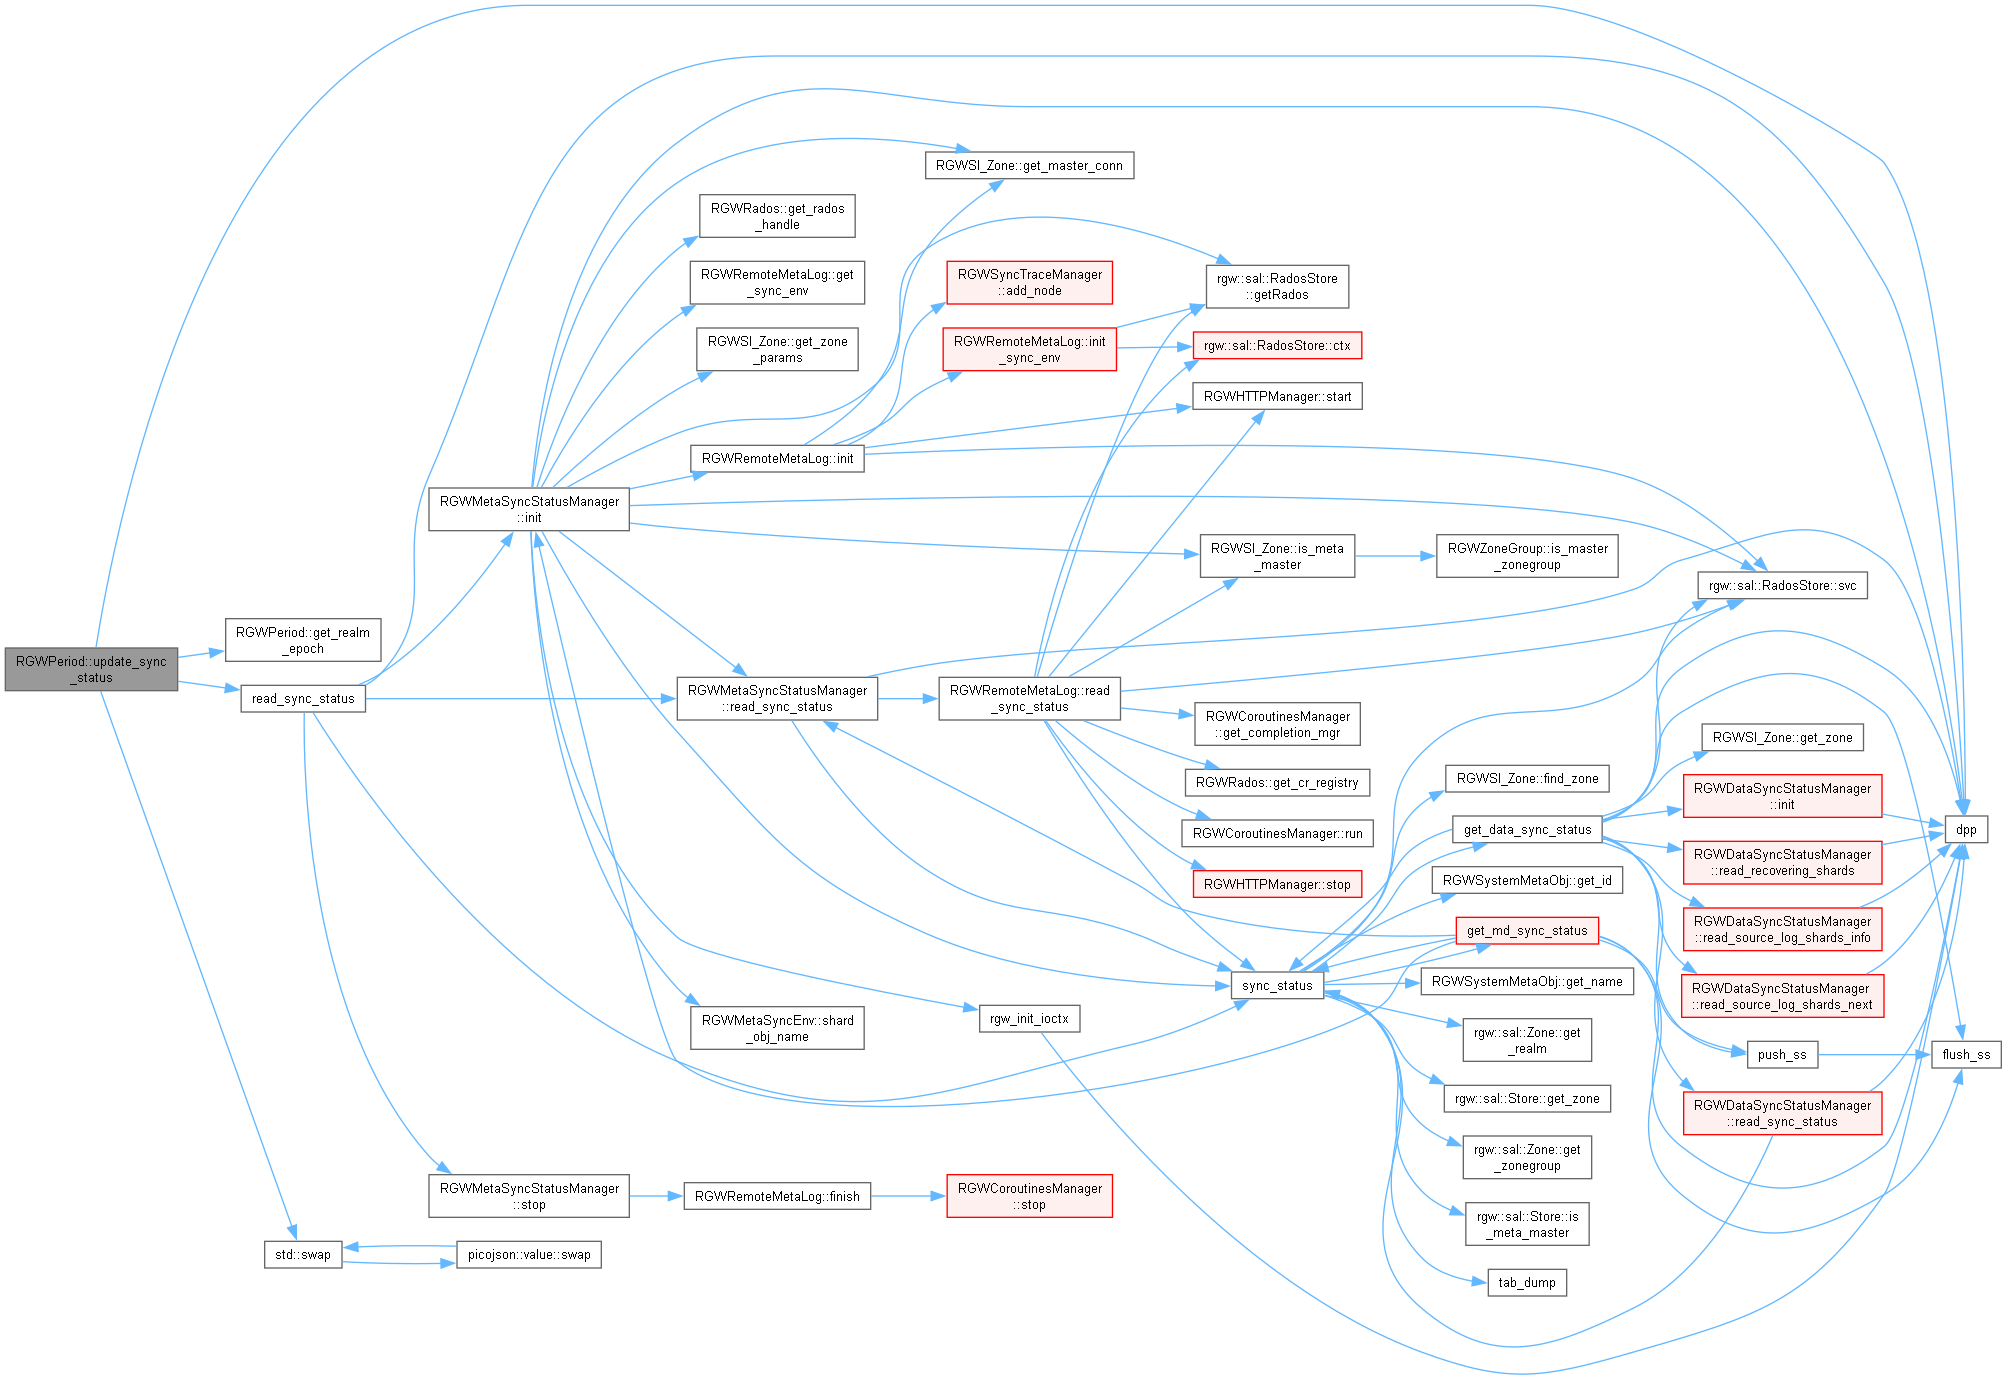 RGWPeriod::update_sync
_status
RGWPeriod::get_realm
_epoch
read_sync_status
std::swap
RGWMetaSyncStatusManager
::init
RGWMetaSyncStatusManager
::stop
picojson::value::swap
RGWRados::get_rados
_handle
RGWRemoteMetaLog::get
_sync_env
RGWSI_Zone::get_zone
_params
RGWRemoteMetaLog::init
RGWMetaSyncStatusManager
::read_sync_status
RGWMetaSyncEnv::shard
_obj_name
RGWRemoteMetaLog::finish
RGWSI_Zone::get_master_conn
RGWSyncTraceManager
::add_node
RGWRemoteMetaLog::init
_sync_env
RGWRemoteMetaLog::read
_sync_status
rgw_init_ioctx
RGWCoroutinesManager
::stop
rgw::sal::RadosStore
::getRados
rgw::sal::RadosStore::ctx
RGWHTTPManager::start
RGWSI_Zone::is_meta
_master
RGWCoroutinesManager
::get_completion_mgr
RGWRados::get_cr_registry
RGWCoroutinesManager::run
RGWHTTPManager::stop
sync_status
RGWZoneGroup::is_master
_zonegroup
RGWSI_Zone::find_zone
get_data_sync_status
RGWSystemMetaObj::get_id
get_md_sync_status
RGWSystemMetaObj::get_name
rgw::sal::Zone::get
_realm
rgw::sal::Store::get_zone
rgw::sal::Zone::get
_zonegroup
rgw::sal::Store::is
_meta_master
tab_dump
rgw::sal::RadosStore::svc
RGWSI_Zone::get_zone
RGWDataSyncStatusManager
::init
RGWDataSyncStatusManager
::read_recovering_shards
RGWDataSyncStatusManager
::read_source_log_shards_info
RGWDataSyncStatusManager
::read_source_log_shards_next
push_ss
RGWDataSyncStatusManager
::read_sync_status
dpp
flush_ss